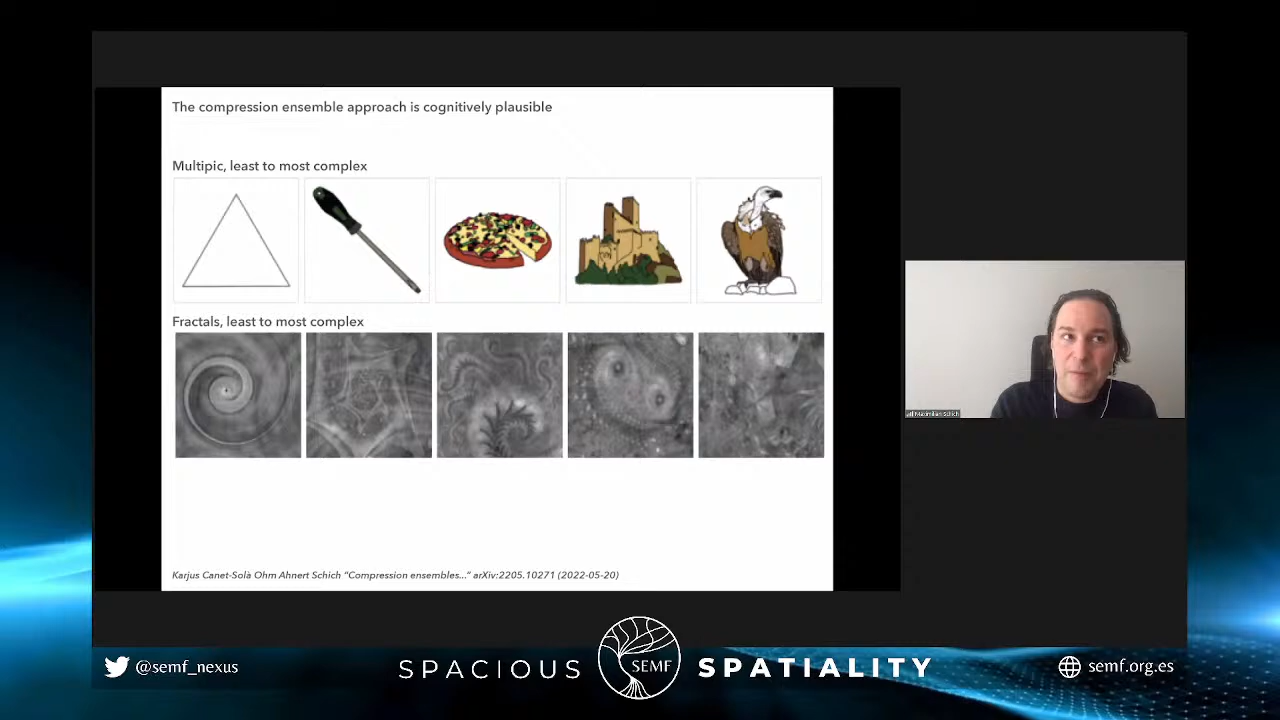 The compression ensemble approach is cognitively plausible
Multipic, least to most complex
Fractals, least to most complex
Maximilian Schich
Karjus Canet-Solà Ohm Ahnert Schich “Compression ensembles...” arXiv:2205.10271 (2022-05-20)
@semf_nexus
SPACIOUS
SEMF
SPATIALITY
semf.org.es